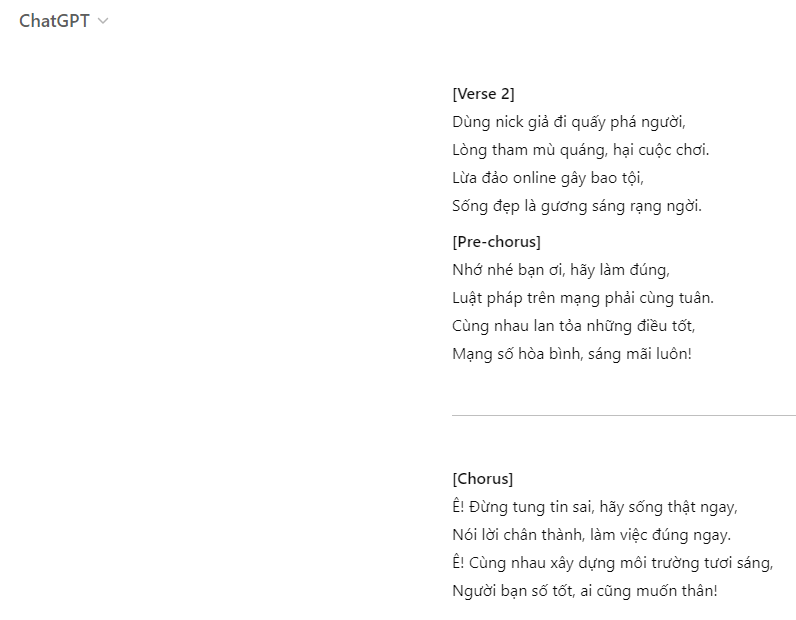 ChatGPT
[Verse 2]
Dùng nick giả đi quấy phá người,
Lòng tham mù quáng, hại cuộc chơi.
Lừa đảo online gây bao tội,
Sống đẹp là gương sáng rạng ngời.
[Pre-chorus]
Nhớ nhé bạn ơi, hãy làm đúng,
Luật pháp trên mạng phải cùng tuân.
Cùng nhau lan tỏa những điều tốt,
Mạng số hòa bình, sáng mãi luôn!
[Chorus]
Ê! Đừng tung tin sai, hãy sống thật ngay,
Nói lời chân thành, làm việc đúng ngay.
Ê! Cùng nhau xây dựng môi trường tươi sáng,
Người bạn số tốt, ai cũng muốn thân!